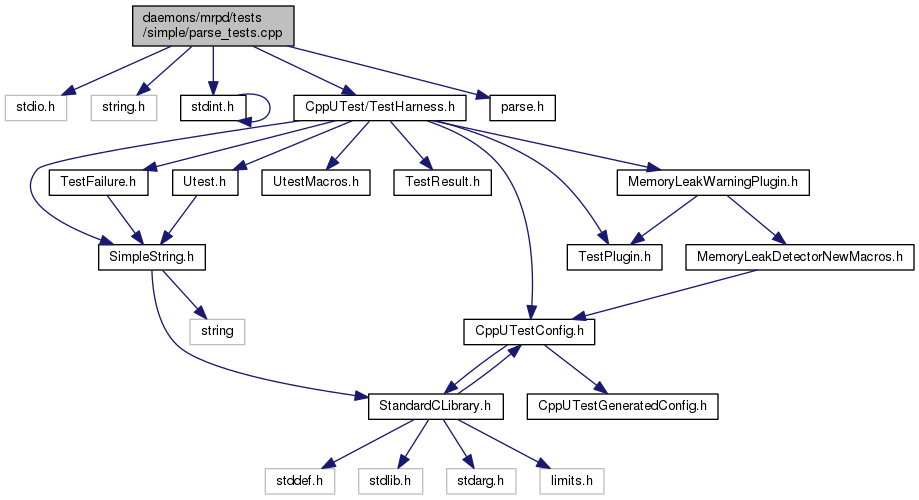 daemons/mrpd/tests
/simple/parse_tests.cpp
stdio.h
string.h
stdint.h
CppUTest/TestHarness.h
parse.h
TestFailure.h
Utest.h
UtestMacros.h
TestResult.h
MemoryLeakWarningPlugin.h
SimpleString.h
TestPlugin.h
MemoryLeakDetectorNewMacros.h
string
CppUTestConfig.h
StandardCLibrary.h
CppUTestGeneratedConfig.h
stddef.h
stdlib.h
stdarg.h
limits.h